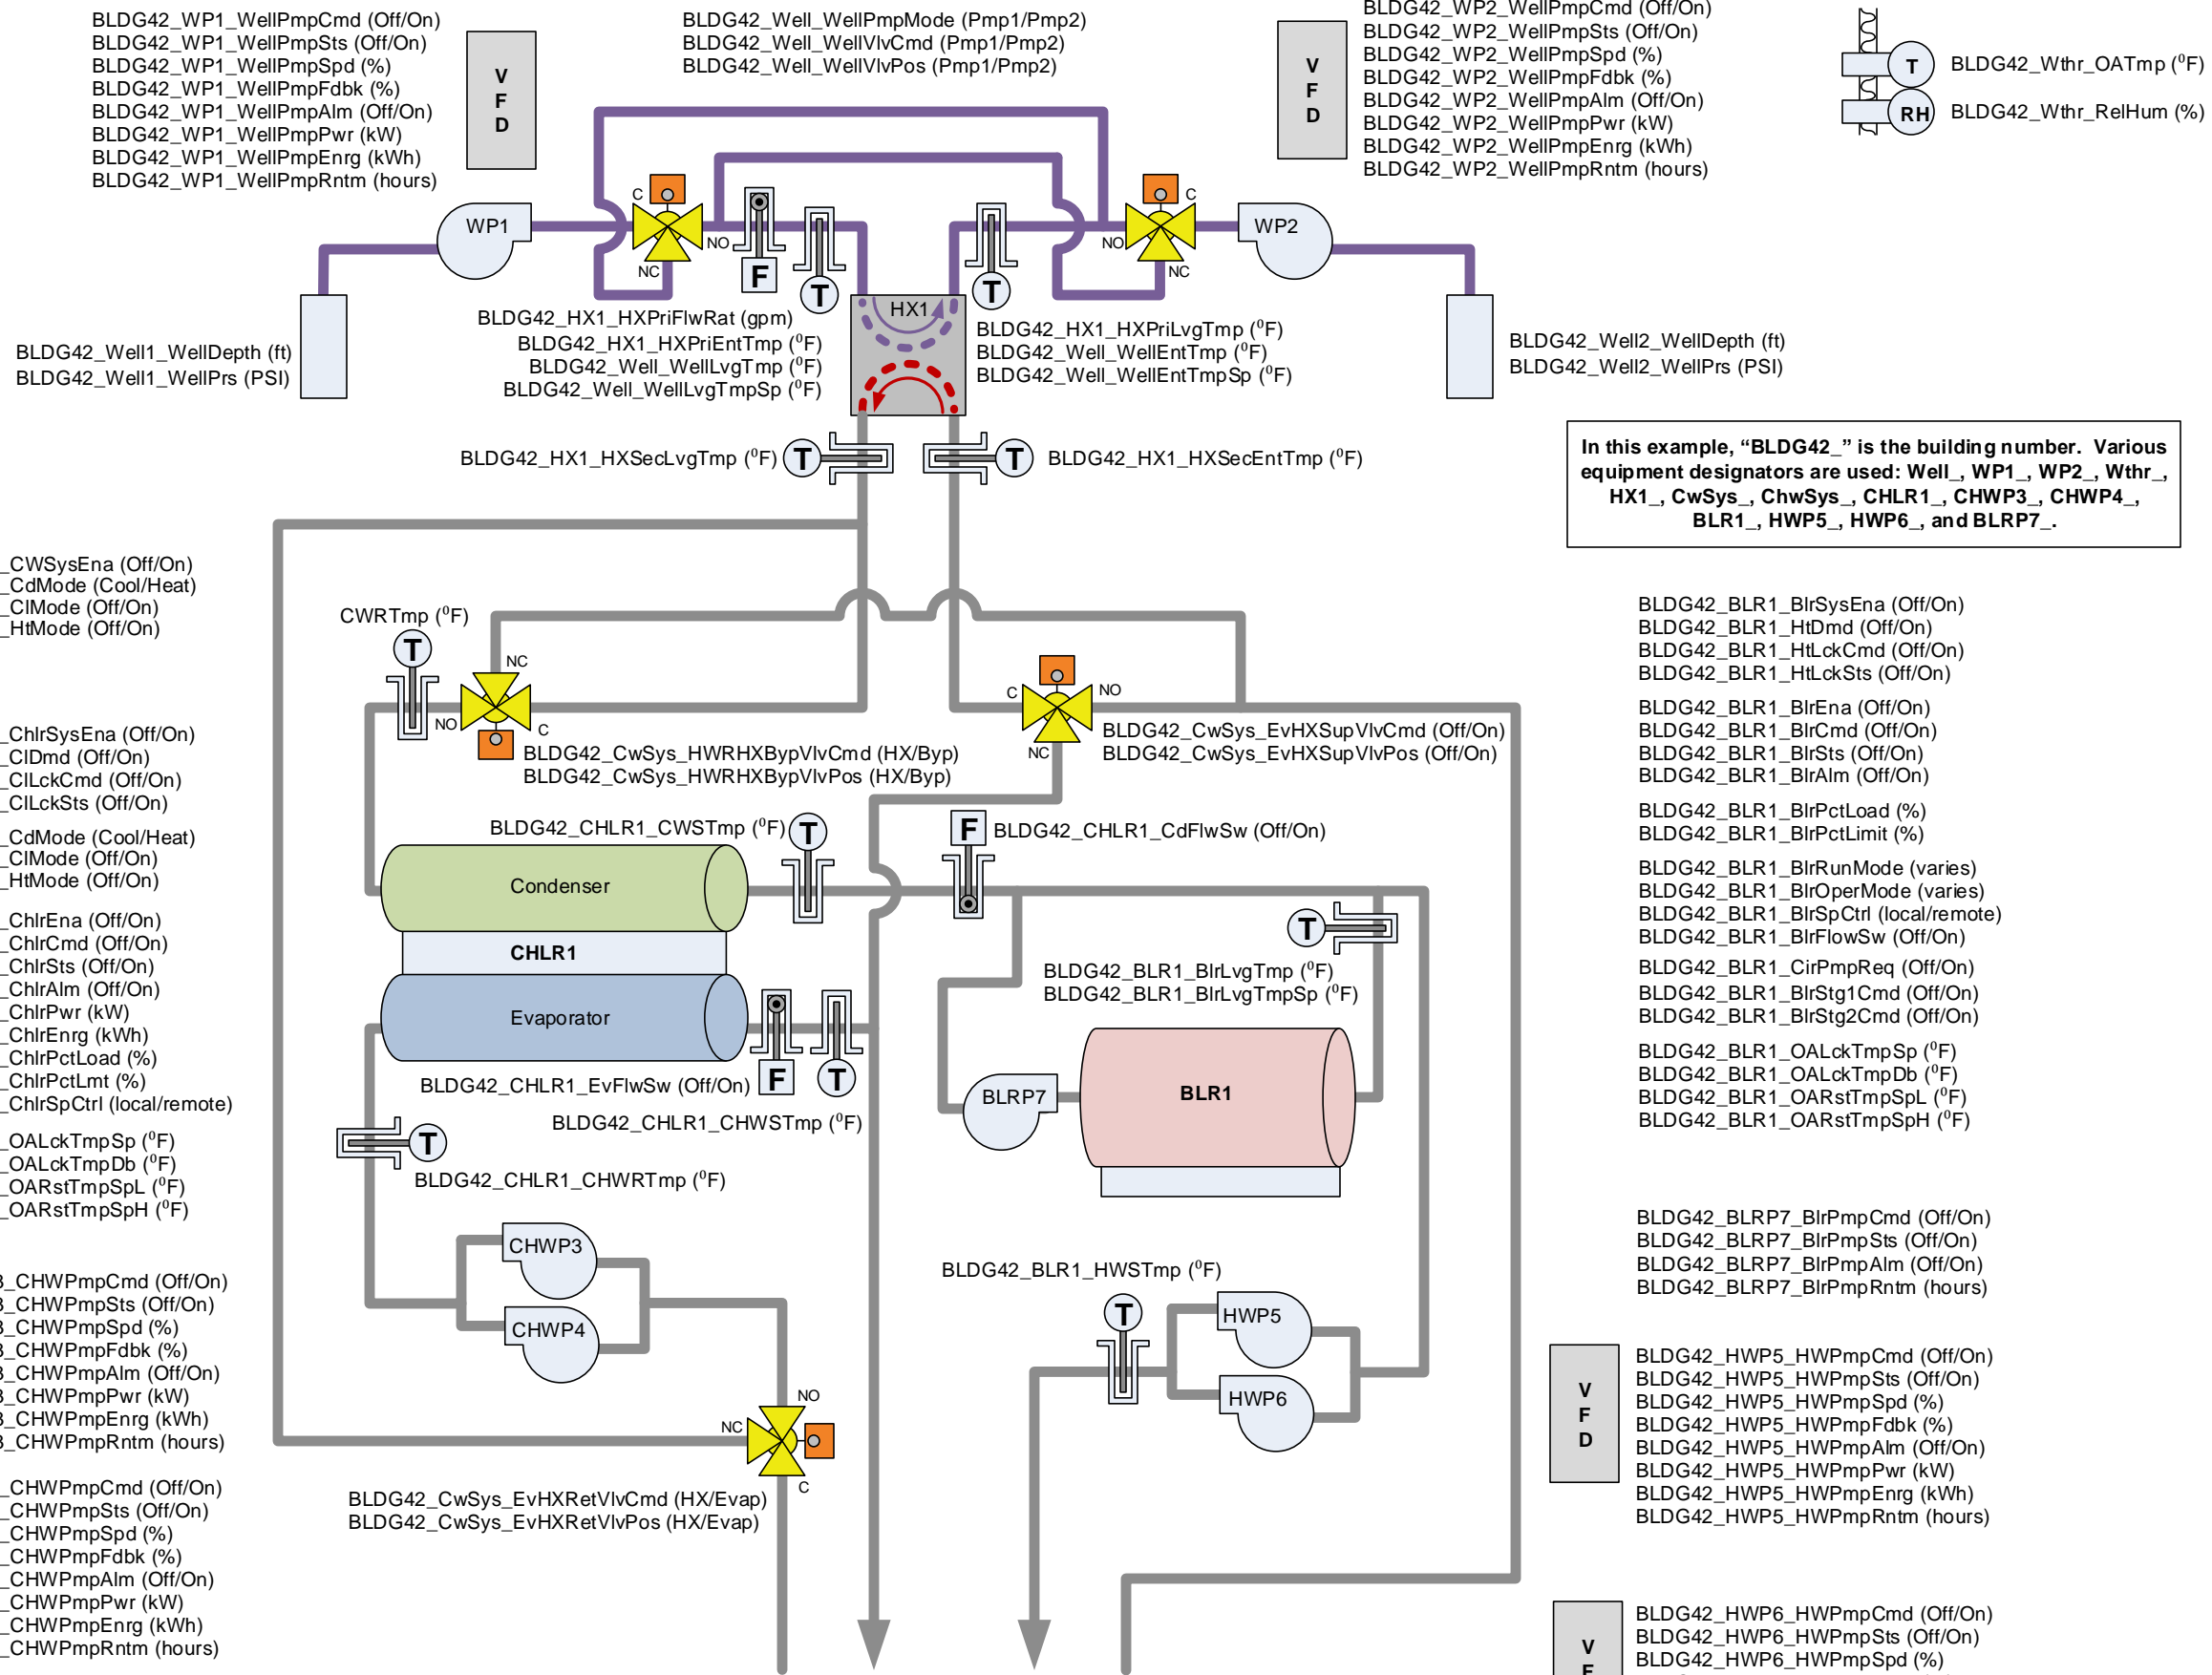 BLDG42_WP1_WellPmpCmd (Off/On)
BLDG42_WP1_WellPmpSts (Off/On)
BLDG42_WP1_WellPmpSpd (%)
BLDG42_WP1_WellPmpFdbk (%)
BLDG42_WP1_WellPmpAlm (Off/On)
BLDG42_WP1_WellPmpPwr (kW)
BLDG42_WP1_WellPmpEnrg (kWh)
BLDG42_WP1_WellPmpRntm (hours)
VFD
BLDG42_Well_WellPmpMode (Pmp1/Pmp2)
BLDG42_Well_WellVlvCmd (Pmp1/Pmp2)
BLDG42_Well_WellVlvPos (Pmp1/Pmp2)
VFD
BLDG42_WP2_WellPmpCmd (Off/On)
BLDG42_WP2_WellPmpSts (Off/On)
BLDG42_WP2_WellPmpSpd (%)
BLDG42_WP2_WellPmpFdbk (%)
BLDG42_WP2_WellPmpAlm (Off/On)
BLDG42_WP2_WellPmpPwr (kW)
BLDG42_WP2_WellPmpEnrg (kWh)
BLDG42_WP2_WellPmpRntm (hours)
T BLDG42_Wthr_OATmp (⁰F)
RH BLDG42_Wthr_RelHum (%)
WP1
C
NO
NC
F
T
T
C
NO
NC
WP2
HX1
BLDG42_HX1_HXPriFlwRat (gpm)
BLDG42_HX1_HXPriEntTmp (⁰F)
BLDG42_Well_WellLvgTmp (⁰F)
BLDG42_Well_WellLvgTmpSp (⁰F)
BLDG42_HX1_HXPriLvgTmp (⁰F)
BLDG42_Well_WellEntTmp (⁰F)
BLDG42_Well_WellEntTmpSp (⁰F)
BLDG42_Well1_WellDepth (ft)
BLDG42_Well1_WellPrs (PSI)
BLDG42_Well2_WellDepth (ft)
BLDG42_Well2_WellPrs (PSI)
BLDG42_HX1_HXSecLvgTmp (⁰F) T
T BLDG42_HX1_HXSecEntTmp (⁰F)
In this example, “BLDG42_” is the building number. Various
equipment designators are used: Well_, WP1_, WP2_, Wthr_,
HX1_, CwSys_, ChwSys_, CHLR1_, CHWP3_, CHWP4_,
BLR1_, HWP5_, HWP6_, and BLRP7_.
_CWSysEna (Off/On)
_CdMode (Cool/Heat)
_ClMode (Off/On)
_HtMode (Off/On)
CWRTmp (⁰F)
T
NC
NO
C
BLDG42_CwSys_HWRHXBypVlvCmd (HX/Byp)
BLDG42_CwSys_HWRHXBypVlvPos (HX/Byp)
C
NO
NC
BLDG42_CwSys_EvHXSupVlvCmd (Off/On)
BLDG42_CwSys_EvHXSupVlvPos (Off/On)
_ChlrSysEna (Off/On)
_ClDmd (Off/On)
_ClLckCmd (Off/On)
_ClLckSts (Off/On)
_CdMode (Cool/Heat)
_ClMode (Off/On)
_HtMode (Off/On)
_ChlrEna (Off/On)
_ChlrCmd (Off/On)
_ChlrSts (Off/On)
_ChlrAlm (Off/On)
_ChlrPwr (kW)
_ChlrEnrg (kWh)
_ChlrPctLoad (%)
_ChlrPctLmt (%)
_ChlrSpCtrl (local/remote)
_OALckTmpSp (⁰F)
_OALckTmpDb (⁰F)
_OARstTmpSpL (⁰F)
_OARstTmpSpH (⁰F)
BLDG42_CHLR1_CWSTmp (⁰F) T
F BLDG42_CHLR1_CdFlwSw (Off/On)
Condenser
CHLR1
Evaporator
BLDG42_CHLR1_EvFlwSw (Off/On) F T
BLDG42_CHLR1_CHWSTmp (⁰F)
T
BLDG42_CHLR1_CHWRTmp (⁰F)
T
BLDG42_BLR1_BlrLvgTmp (⁰F)
BLDG42_BLR1_BlrLvgTmpSp (⁰F)
BLRP7
BLR1
BLDG42_BLR1_BlrSysEna (Off/On)
BLDG42_BLR1_HtDmd (Off/On)
BLDG42_BLR1_HtLckCmd (Off/On)
BLDG42_BLR1_HtLckSts (Off/On)
BLDG42_BLR1_BlrEna (Off/On)
BLDG42_BLR1_BlrCmd (Off/On)
BLDG42_BLR1_BlrSts (Off/On)
BLDG42_BLR1_BlrAlm (Off/On)
BLDG42_BLR1_BlrPctLoad (%)
BLDG42_BLR1_BlrPctLimit (%)
BLDG42_BLR1_BlrRunMode (varies)
BLDG42_BLR1_BlrOperMode (varies)
BLDG42_BLR1_BlrSpCtrl (local/remote)
BLDG42_BLR1_BlrFlowSw (Off/On)
BLDG42_BLR1_CirPmpReq (Off/On)
BLDG42_BLR1_BlrStg1Cmd (Off/On)
BLDG42_BLR1_BlrStg2Cmd (Off/On)
BLDG42_BLR1_OALckTmpSp (⁰F)
BLDG42_BLR1_OALckTmpDb (⁰F)
BLDG42_BLR1_OARstTmpSpL (⁰F)
BLDG42_BLR1_OARstTmpSpH (⁰F)
BLDG42_BLRP7_BlrPmpCmd (Off/On)
BLDG42_BLRP7_BlrPmpSts (Off/On)
BLDG42_BLRP7_BlrPmpAlm (Off/On)
BLDG42_BLRP7_BlrPmpRntm (hours)
3_CHWPmpCmd (Off/On)
3_CHWPmpSts (Off/On)
3_CHWPmpSpd (%)
3_CHWPmpFdbk (%)
3_CHWPmpAlm (Off/On)
3_CHWPmpPwr (kW)
3_CHWPmpEnrg (kWh)
3_CHWPmpRntm (hours)
CHWP3
CHWP4
NO
NC
C
BLDG42_CwSys_EvHXRetVlvCmd (HX/Evap)
BLDG42_CwSys_EvHXRetVlvPos (HX/Evap)
BLDG42_BLR1_HWSTmp (⁰F)
T
HWP5
HWP6
VFD
BLDG42_HWP5_HWPmpCmd (Off/On)
BLDG42_HWP5_HWPmpSts (Off/On)
BLDG42_HWP5_HWPmpSpd (%)
BLDG42_HWP5_HWPmpFdbk (%)
BLDG42_HWP5_HWPmpAlm (Off/On)
BLDG42_HWP5_HWPmpPwr (kW)
BLDG42_HWP5_HWPmpEnrg (kWh)
BLDG42_HWP5_HWPmpRntm (hours)
_CHWPmpCmd (Off/On)
_CHWPmpSts (Off/On)
_CHWPmpSpd (%)
_CHWPmpFdbk (%)
_CHWPmpAlm (Off/On)
_CHWPmpPwr (kW)
_CHWPmpEnrg (kWh)
_CHWPmpRntm (hours)
VF
BLDG42_HWP6_HWPmpCmd (Off/On)
BLDG42_HWP6_HWPmpSts (Off/On)
BLDG42_HWP6_HWPmpSpd (%)